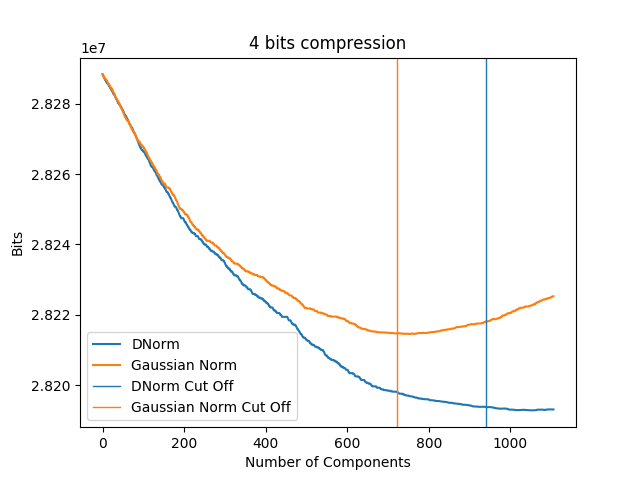 4 bits compression
1e7
2.828
2.826
2.824
2.822
2.820
Bits
DNorm
Gaussian Norm
DNorm Cut Off
Gaussian Norm Cut Off
0 200 400 600 800 1000
Number of Components